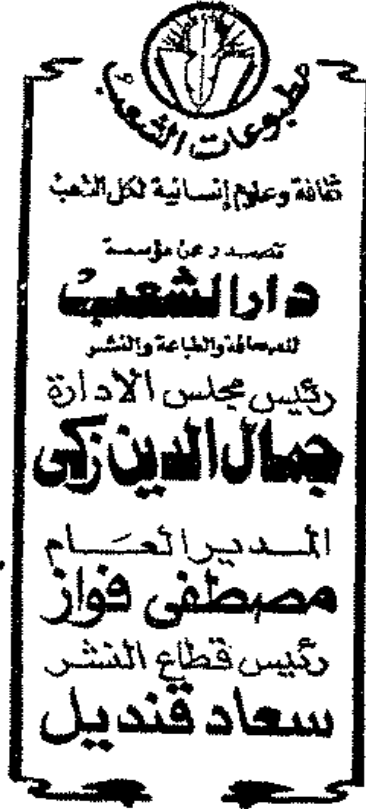 مطبوعات الشعب
ثقافة وعلوم إنسانية لكل الشعب
تصدر عن مؤسسة
دار الشعب
للصحافة والطباعة والنشر
رئيس مجلس الادارة
جمال الدين زكى
المدير العام
مصطفى فواز
رئيس قطاع النشر
سعاد قنديل